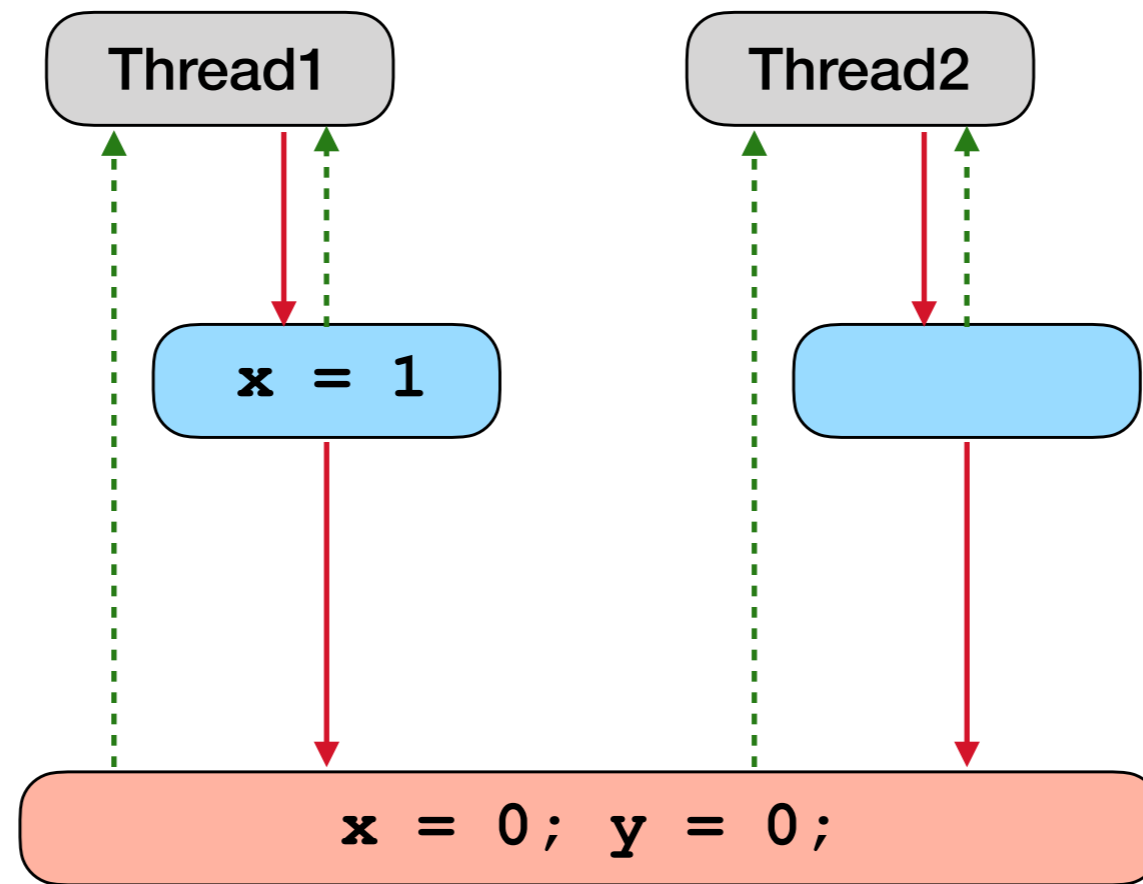 Thread1
Thread2
x = 1
x = 0; y = 0;